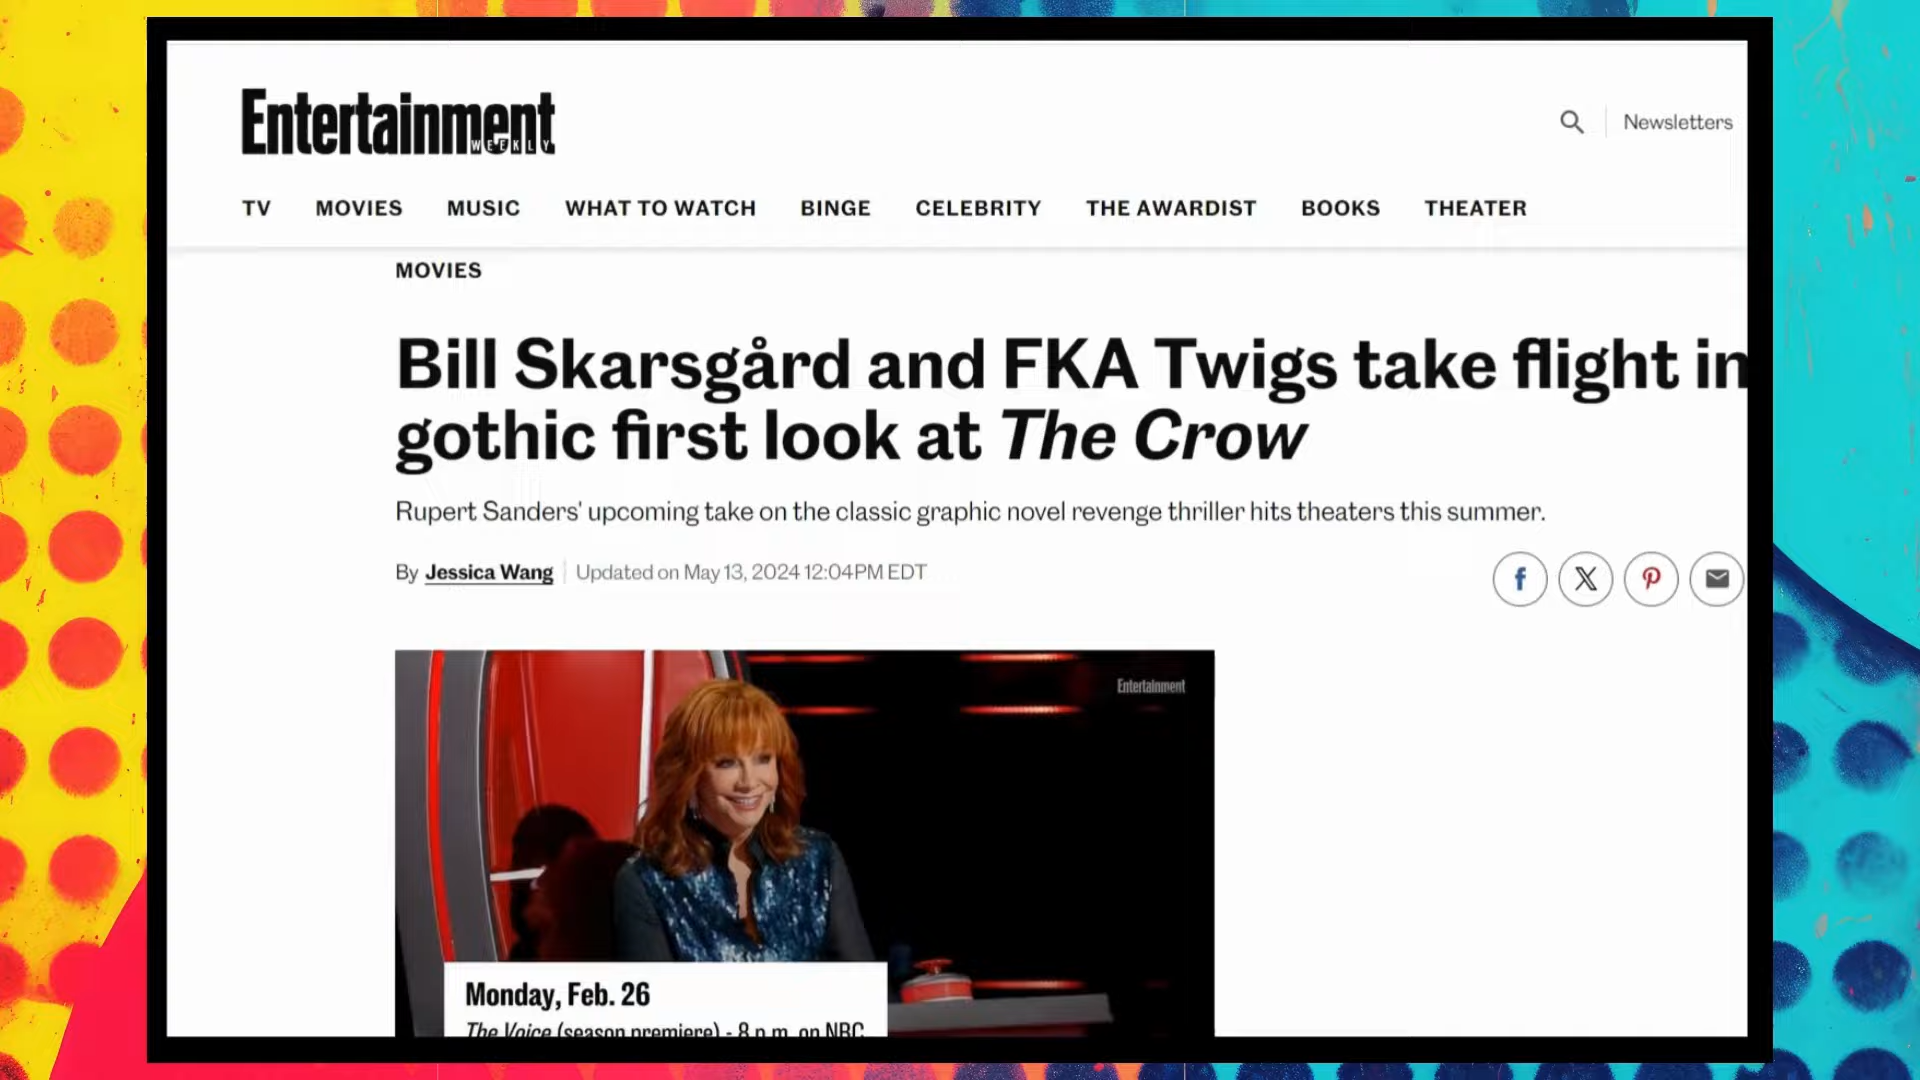 Entertainment
WEEKLY
Newsletters
TV MOVIES MUSIC WHAT TO WATCH BINGE CELEBRITY THE AWARDIST BOOKS THEATER
MOVIES
Bill Skarsgård and FKA Twigs take flight in
gothic first look at The Crow
Rupert Sanders' upcoming take on the classic graphic novel revenge thriller hits theaters this summer.
By Jessica Wang Updated on May 13, 2024 12:04PM EDT
Entertainment
Monday, Feb. 26
The Voice (season premiere) - 8 p.m. on NBC